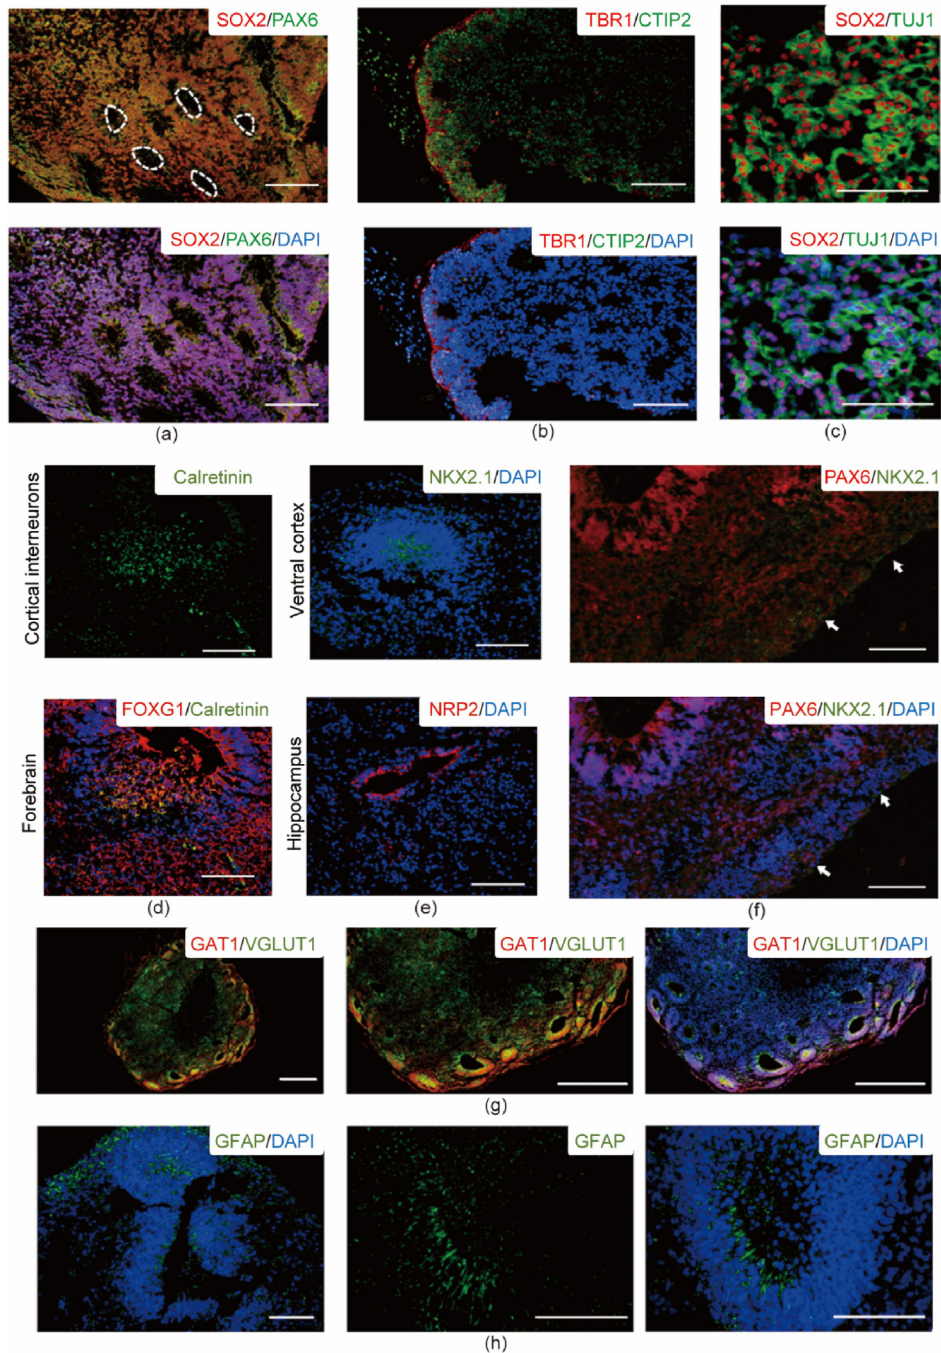 SOX2/PAX6
TBR1/CTIP2
SOX2/TUJ1
SOX2/PAX6/DAPI
TBR1/CTIP2/DAPI
SOX2/TUJ1/DAPI
(a)
(b)
(c)
Cortical interneurons
Calretinin
Ventral cortex
NKX2.1/DAPI
PAX6/NKX2.1
Forebrain
FOXG1/Calretinin
Hippocampus
NRP2/DAPI
PAX6/NKX2.1/DAPI
(d)
(e)
(f)
GAT1/VGLUT1
GAT1/VGLUT1
GAT1/VGLUT1/DAPI
(g)
GFAP/DAPI
GFAP
GFAP/DAPI
(h)